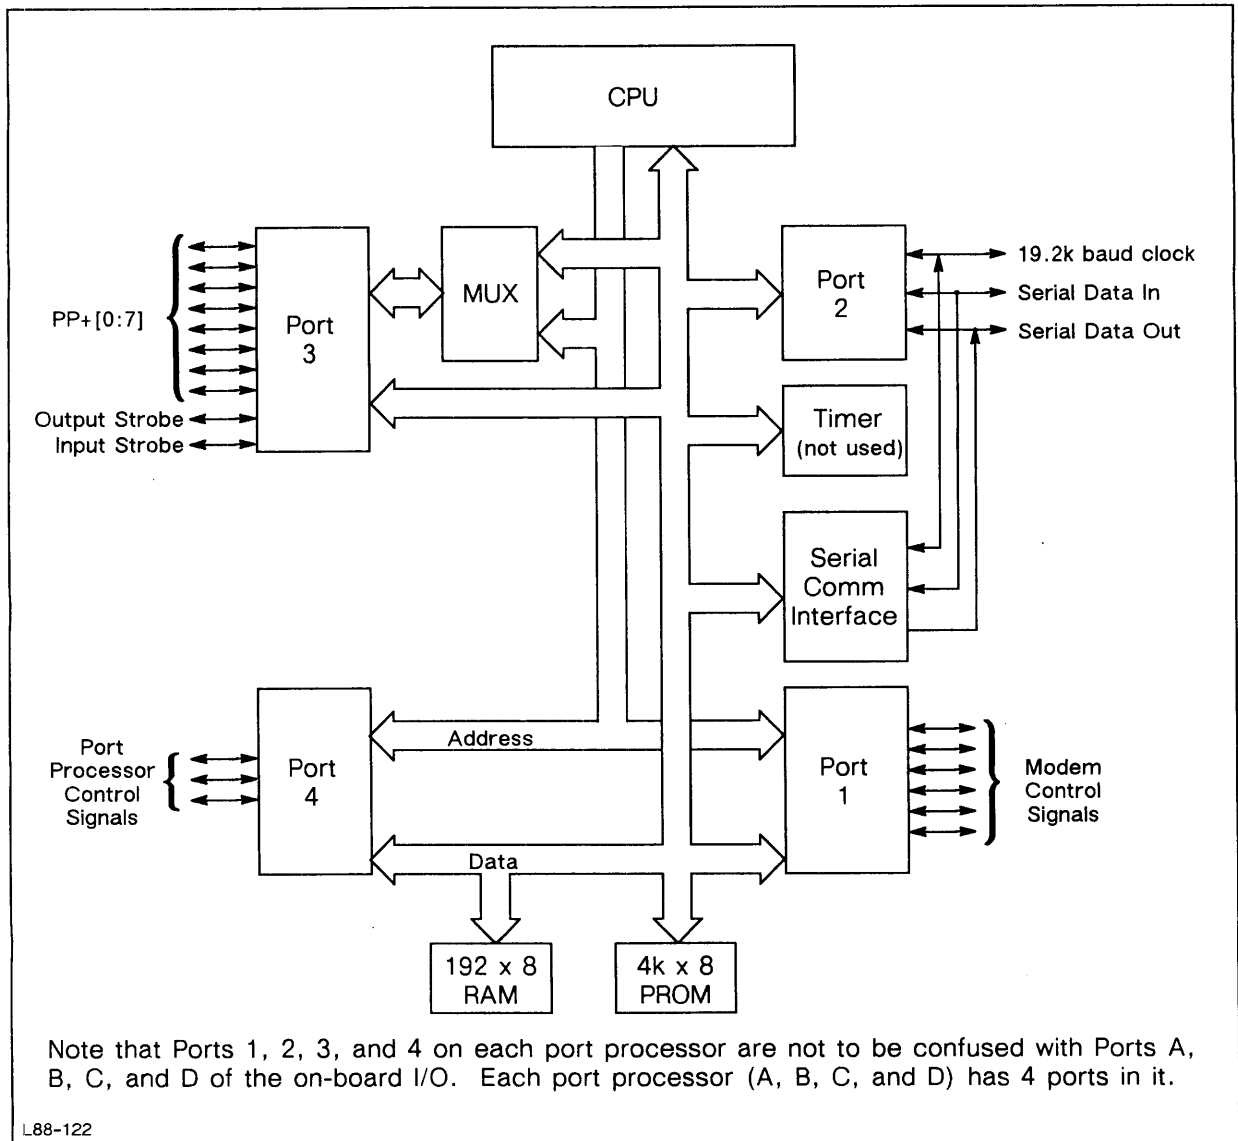 CPU
MUX
Port
3
PP+[0:7]
Output Strobe
Input Strobe
Port
2
19.2k baud clock
Serial Data In
Serial Data Out
Timer
(not used)
Serial
Comm
Interface
Port
Processor
Control
Signals
Port
4
Address
Data
Port
1
Modem
Control
Signals
192 x 8
RAM
4k x 8
PROM
Note that Ports 1, 2, 3, and 4 on each port processor are not to be confused with Ports A,
B, C, and D of the on-board I/O. Each port processor (A, B, C, and D) has 4 ports in it.
L88-122